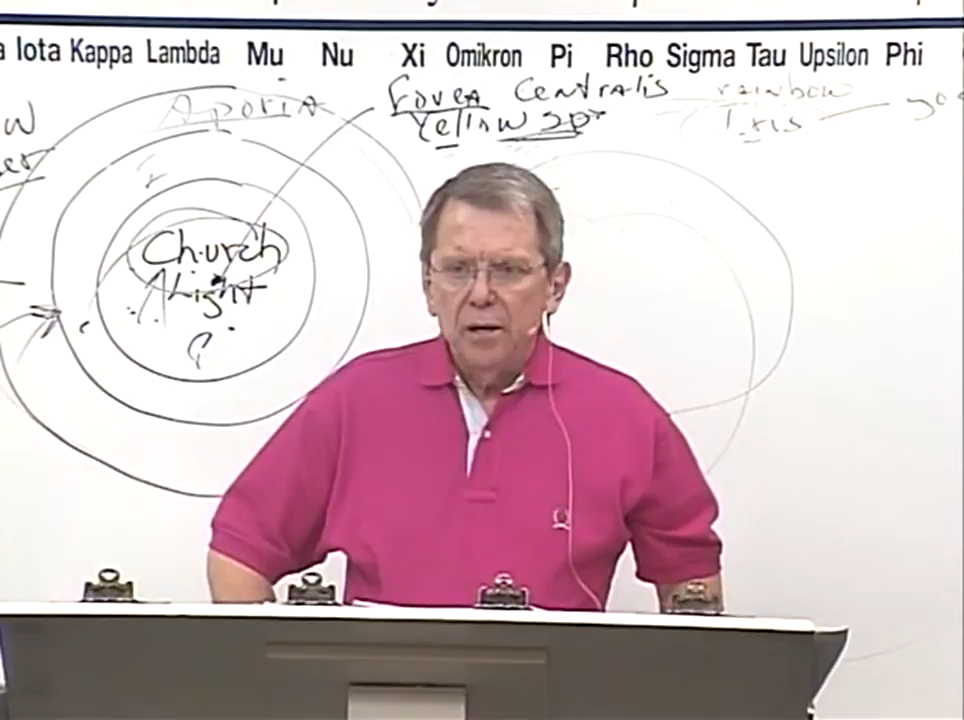 Iota Kappa Lambda Mu Nu Xi Omikron Pi Rho Sigma Tau Upsilon Phi
Aporia Fovea Centralis rainbow
Yellow Iris
Church
Light